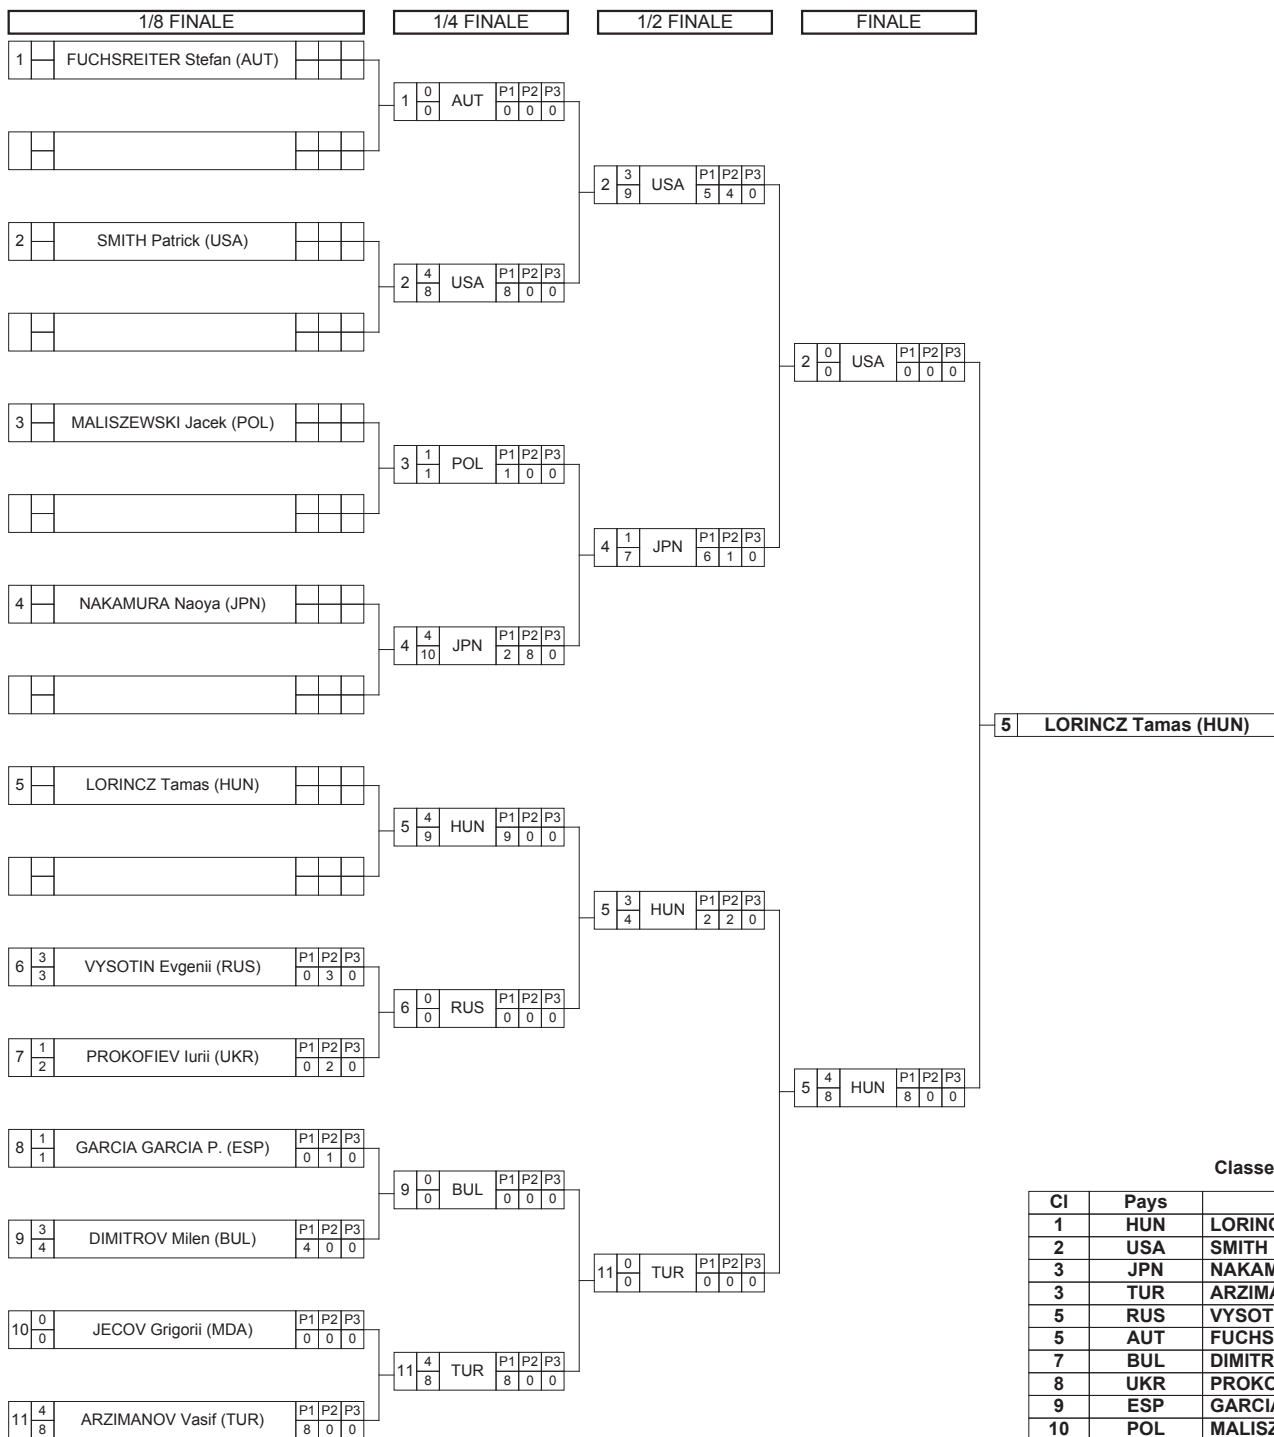 1/8 FINALE 1/4 FINALE 1/2 FINALE FINALE
1 FUCHSREITER Stefan (AUT)
1 0 0 AUT P1 P2 P3 0 0 0
2 3 9 USA P1 P2 P3 5 4 0
2 SMITH Patrick (USA)
2 4 8 USA P1 P2 P3 8 0 0
2 0 0 USA P1 P2 P3 0 0 0
3 MALISZEWSKI Jacek (POL)
3 1 1 POL P1 P2 P3 1 0 0
4 1 7 JPN P1 P2 P3 6 1 0
4 NAKAMURA Naoya (JPN)
4 4 10 JPN P1 P2 P3 2 8 0
5 LORINCZ Tamas (HUN)
5 LORINCZ Tamas (HUN)
5 4 9 HUN P1 P2 P3 9 0 0
5 3 4 HUN P1 P2 P3 2 2 0
6 3 3 VYSOTIN Evgenii (RUS) P1 P2 P3 0 3 0
6 0 0 RUS P1 P2 P3 0 0 0
7 1 2 PROKOFIEV Iurii (UKR) P1 P2 P3 0 2 0
5 4 8 HUN P1 P2 P3 8 0 0
8 1 1 GARCIA GARCIA P. (ESP) P1 P2 P3 0 1 0
9 0 0 BUL P1 P2 P3 0 0 0
9 3 4 DIMITROV Milen (BUL) P1 P2 P3 4 0 0
11 0 0 TUR P1 P2 P3 0 0 0
10 0 0 JECOV Grigorii (MDA) P1 P2 P3 0 0 0
11 4 8 TUR P1 P2 P3 8 0 0
11 4 8 ARZIMANOV Vasif (TUR) P1 P2 P3 8 0 0
Classe
Cl Pays
1 HUN LORINC
2 USA SMITH
3 JPN NAKAM
3 TUR ARZIMA
5 RUS VYSOT
5 AUT FUCHS
7 BUL DIMITR
8 UKR PROKO
9 ESP GARCIA
10 POL MALISZ